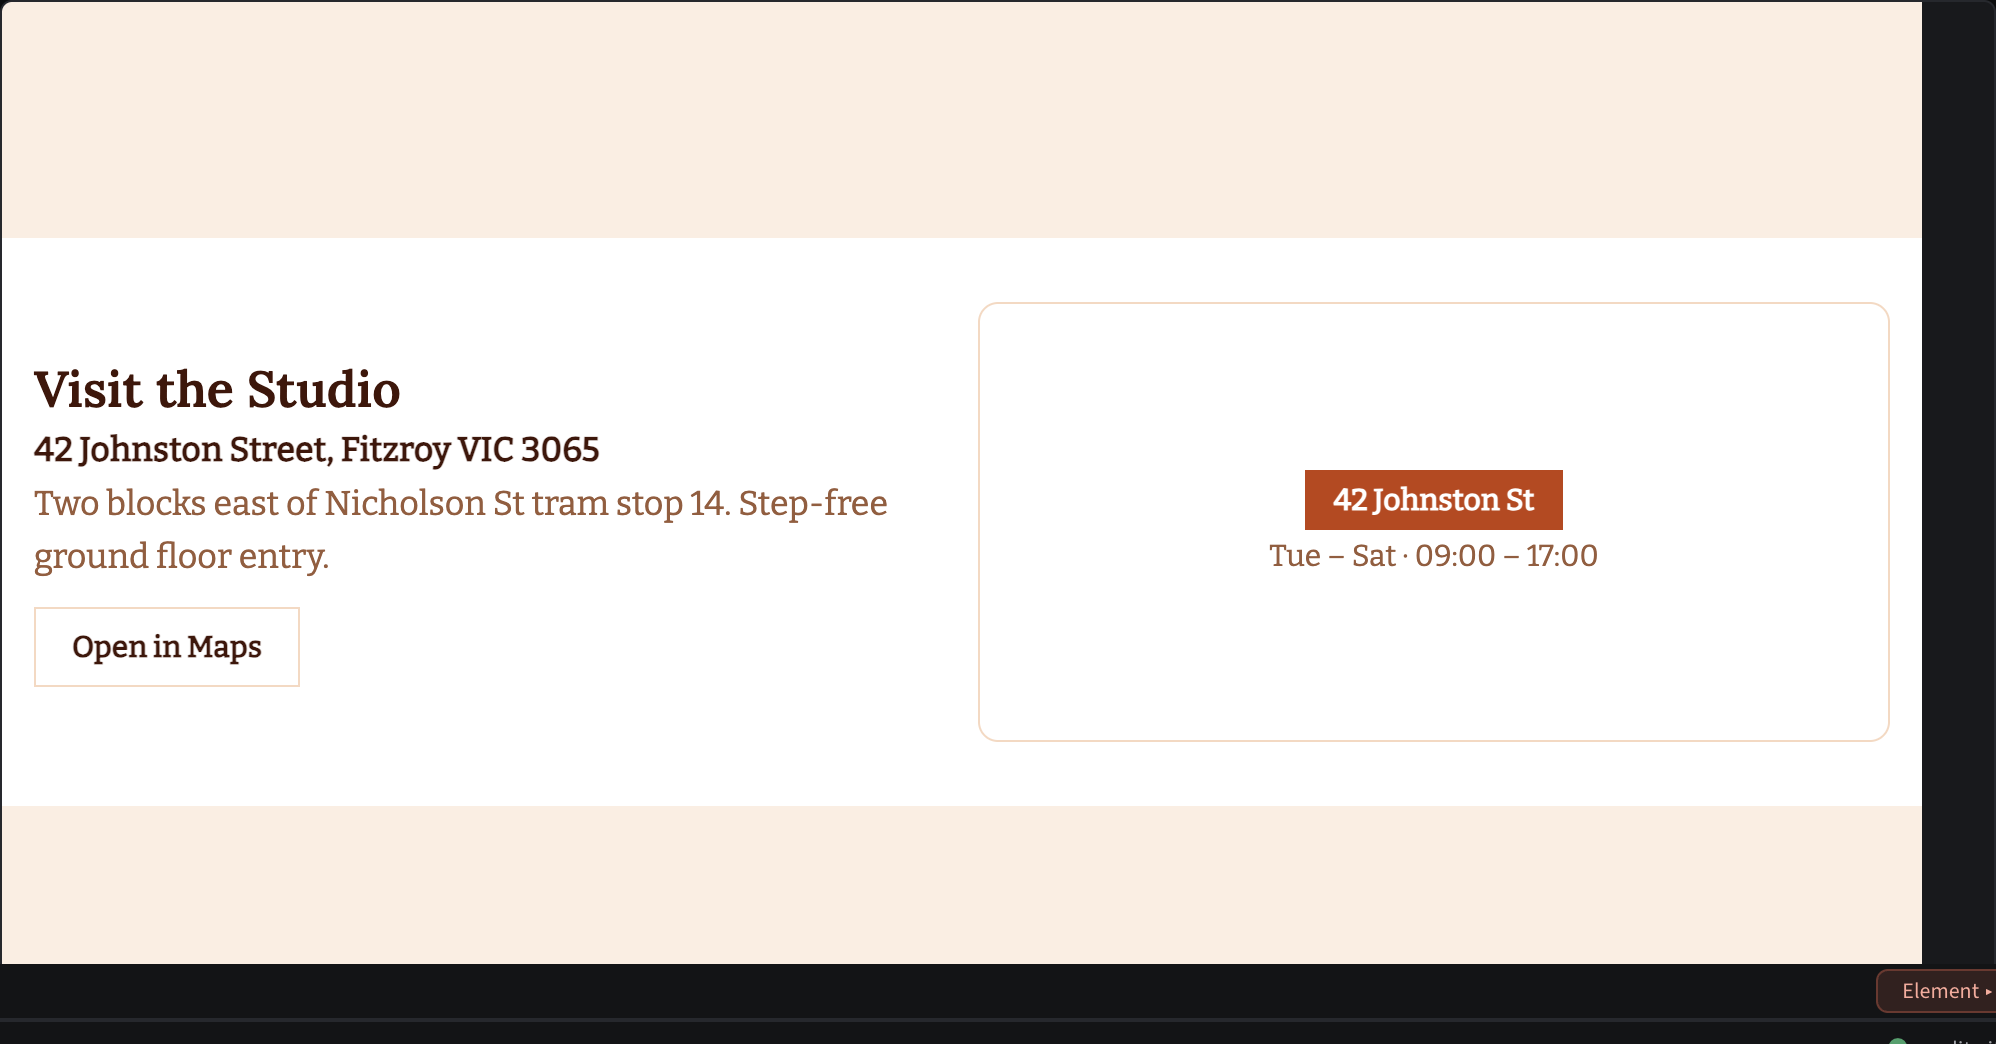 Visit the Studio
42 Johnston Street, Fitzroy VIC 3065
Two blocks east of Nicholson St tram stop 14. Step-free
ground floor entry.
Open in Maps
42 Johnston St
Tue – Sat · 09:00 – 17:00
Element ▸